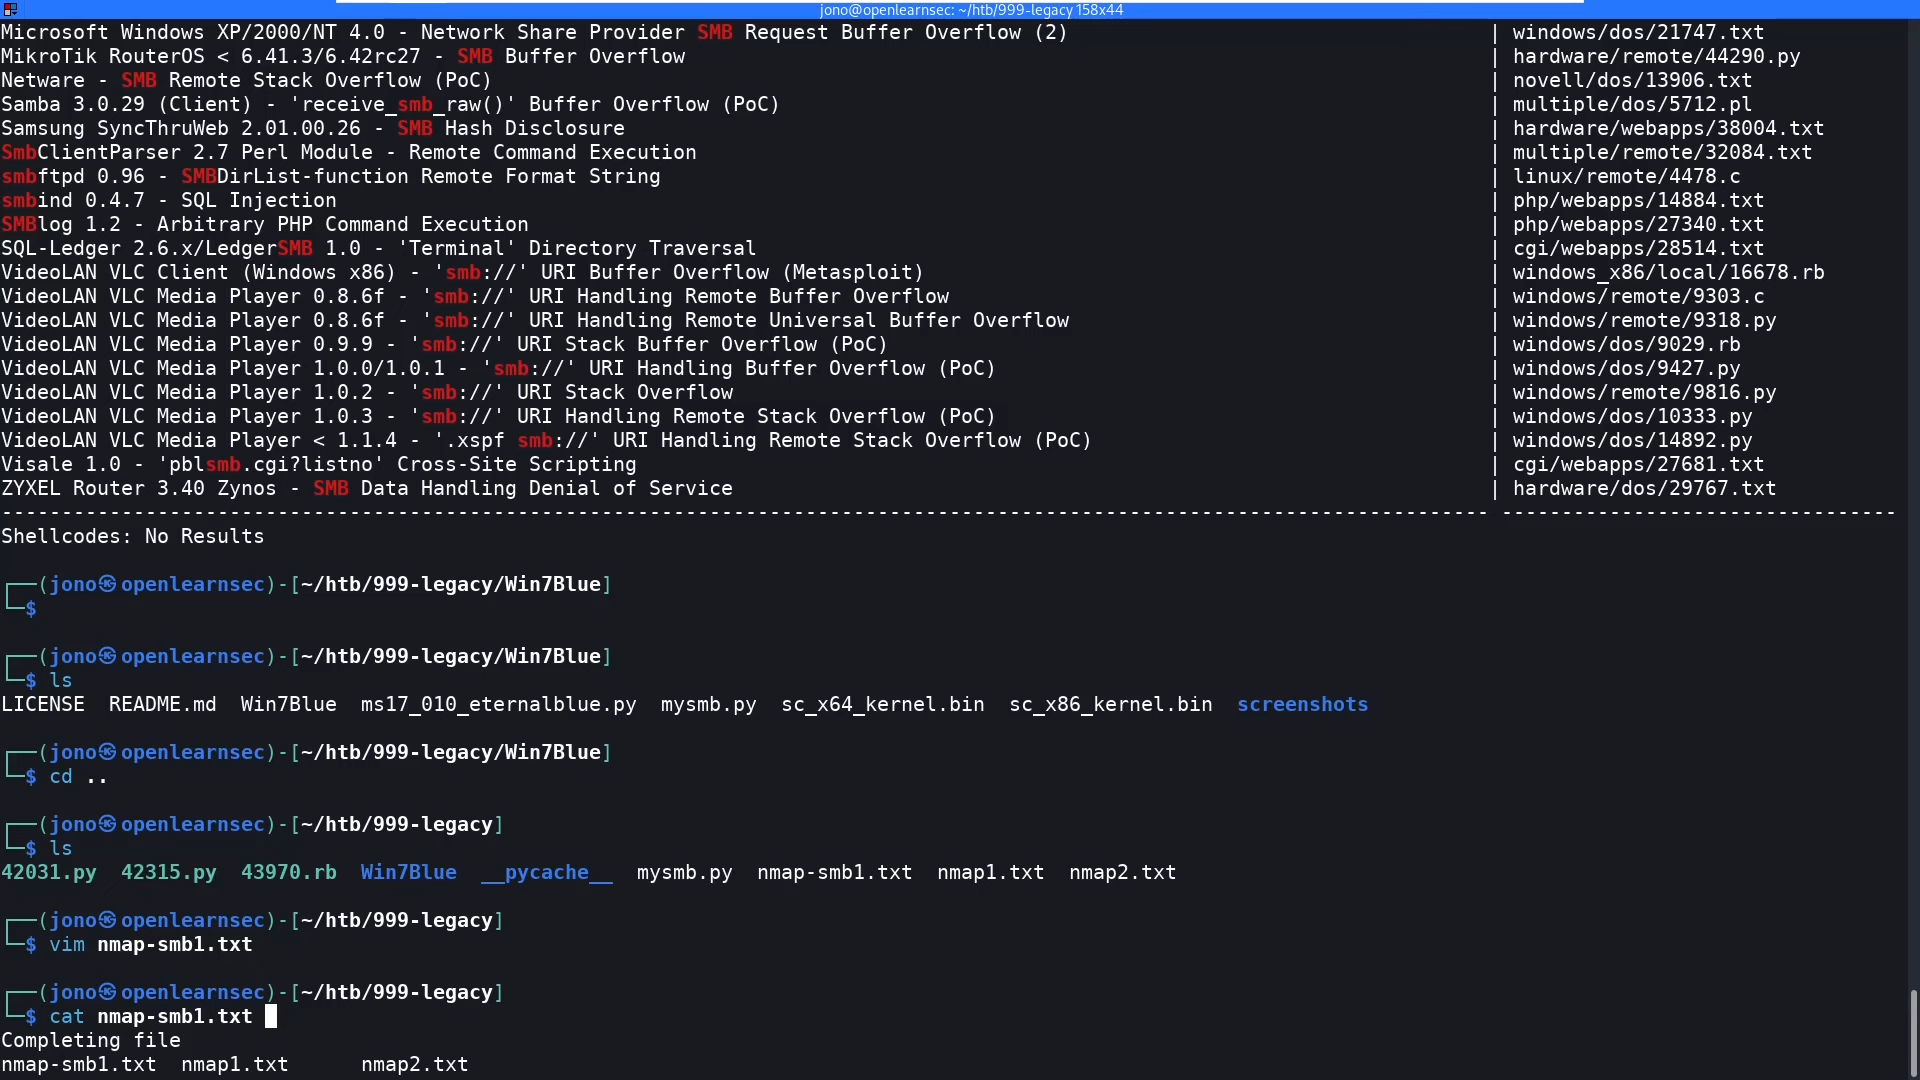 jono@openlearnsec: ~/htb/999-legacy 158x44
Microsoft Windows XP/2000/NT 4.0 - Network Share Provider SMB Request Buffer Overflow (2) | windows/dos/21747.txt
MikroTik RouterOS < 6.41.3/6.42rc27 - SMB Buffer Overflow | hardware/remote/44290.py
Netware - SMB Remote Stack Overflow (PoC) | novell/dos/13906.txt
Samba 3.0.29 (Client) - 'receive_smb_raw()' Buffer Overflow (PoC) | multiple/dos/5712.pl
Samsung SyncThruWeb 2.01.00.26 - SMB Hash Disclosure | hardware/webapps/38004.txt
SmbClientParser 2.7 Perl Module - Remote Command Execution | multiple/remote/32084.txt
smbftpd 0.96 - SMBDirList-function Remote Format String | linux/remote/4478.c
smbind 0.4.7 - SQL Injection | php/webapps/14884.txt
SMBlog 1.2 - Arbitrary PHP Command Execution | php/webapps/27340.txt
SQL-Ledger 2.6.x/LedgerSMB 1.0 - 'Terminal' Directory Traversal | cgi/webapps/28514.txt
VideoLAN VLC Client (Windows x86) - 'smb://' URI Buffer Overflow (Metasploit) | windows_x86/local/16678.rb
VideoLAN VLC Media Player 0.8.6f - 'smb://' URI Handling Remote Buffer Overflow | windows/remote/9303.c
VideoLAN VLC Media Player 0.8.6f - 'smb://' URI Handling Remote Universal Buffer Overflow | windows/remote/9318.py
VideoLAN VLC Media Player 0.9.9 - 'smb://' URI Stack Buffer Overflow (PoC) | windows/dos/9029.rb
VideoLAN VLC Media Player 1.0.0/1.0.1 - 'smb://' URI Handling Buffer Overflow (PoC) | windows/dos/9427.py
VideoLAN VLC Media Player 1.0.2 - 'smb://' URI Stack Overflow | windows/remote/9816.py
VideoLAN VLC Media Player 1.0.3 - 'smb://' URI Handling Remote Stack Overflow (PoC) | windows/dos/10333.py
VideoLAN VLC Media Player < 1.1.4 - '.xspf smb://' URI Handling Remote Stack Overflow (PoC) | windows/dos/14892.py
Visale 1.0 - 'pblsmb.cgi?listno' Cross-Site Scripting | cgi/webapps/27681.txt
ZYXEL Router 3.40 Zynos - SMB Data Handling Denial of Service | hardware/dos/29767.txt
---------------------------------------------------------------------------------------------------------------------------- ---------------------------------
Shellcodes: No Results
┌──(jono㉿openlearnsec)-[~/htb/999-legacy/Win7Blue]
└─$
┌──(jono㉿openlearnsec)-[~/htb/999-legacy/Win7Blue]
└─$ ls
LICENSE README.md Win7Blue ms17_010_eternalblue.py mysmb.py sc_x64_kernel.bin sc_x86_kernel.bin screenshots
┌──(jono㉿openlearnsec)-[~/htb/999-legacy/Win7Blue]
└─$ cd ..
┌──(jono㉿openlearnsec)-[~/htb/999-legacy]
└─$ ls
42031.py 42315.py 43970.rb Win7Blue __pycache__ mysmb.py nmap-smb1.txt nmap1.txt nmap2.txt
┌──(jono㉿openlearnsec)-[~/htb/999-legacy]
└─$ vim nmap-smb1.txt
┌──(jono㉿openlearnsec)-[~/htb/999-legacy]
└─$ cat nmap-smb1.txt
Completing file
nmap-smb1.txt nmap1.txt nmap2.txt